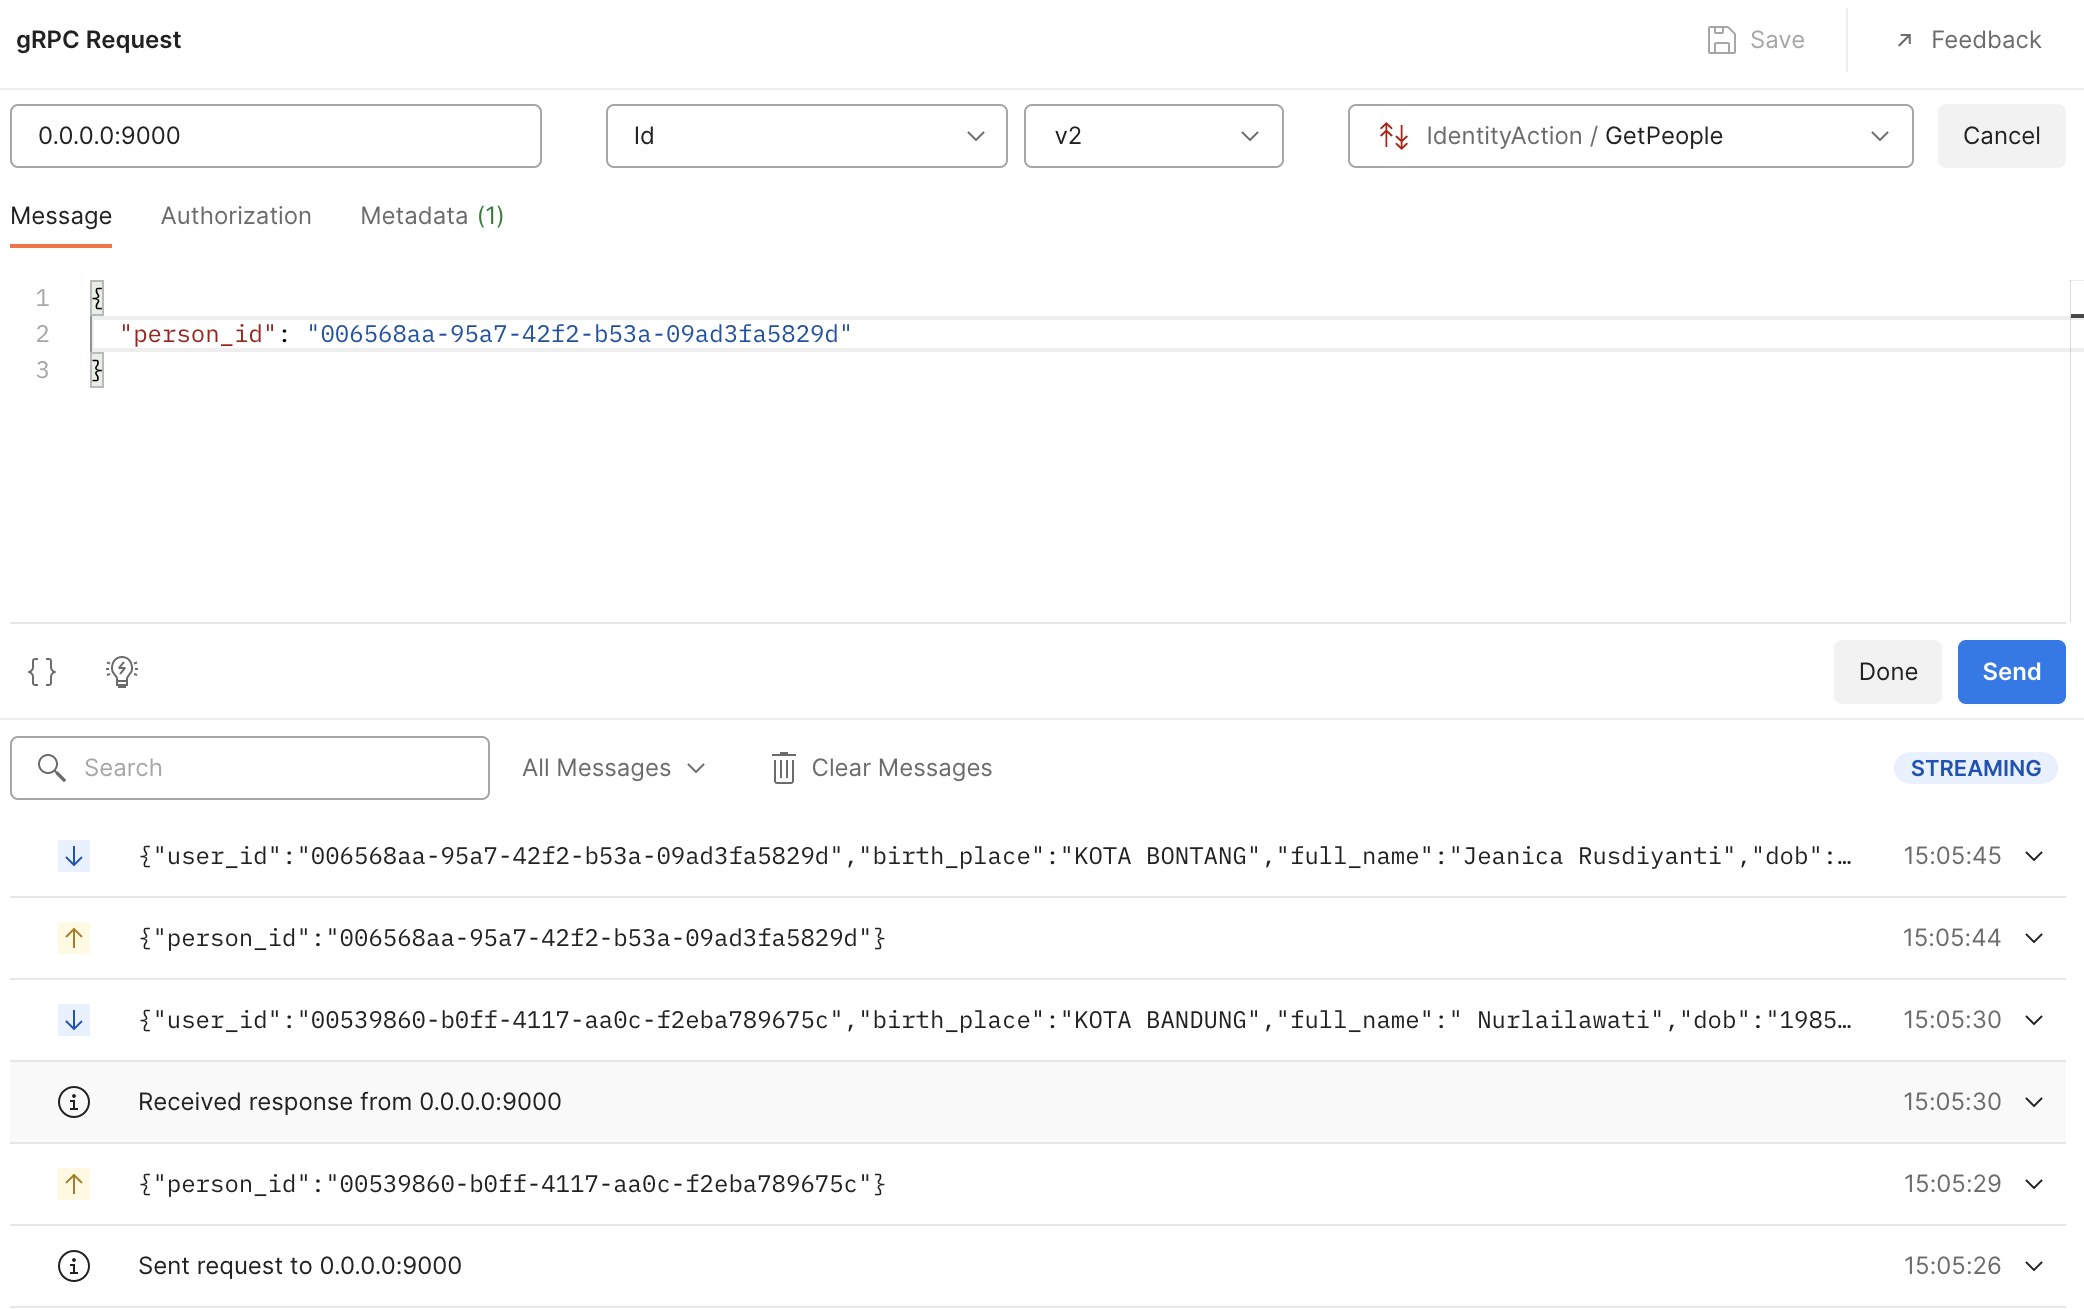 gRPC Request
Save
Feedback
0.0.0.0:9000
Id
v2
IdentityAction / GetPeople
Cancel
Message
Authorization
Metadata (1)
1 {
2 "person_id": "006568aa-95a7-42f2-b53a-09ad3fa5829d"
3 }
{}
Done
Send
Search
All Messages
Clear Messages
STREAMING
{"user_id":"006568aa-95a7-42f2-b53a-09ad3fa5829d","birth_place":"KOTA BONTANG","full_name":"Jeanica Rusdiyanti","dob":… 15:05:45
{"person_id":"006568aa-95a7-42f2-b53a-09ad3fa5829d"} 15:05:44
{"user_id":"00539860-b0ff-4117-aa0c-f2eba789675c","birth_place":"KOTA BANDUNG","full_name":" Nurlailawati","dob":"1985… 15:05:30
Received response from 0.0.0.0:9000 15:05:30
{"person_id":"00539860-b0ff-4117-aa0c-f2eba789675c"} 15:05:29
Sent request to 0.0.0.0:9000 15:05:26